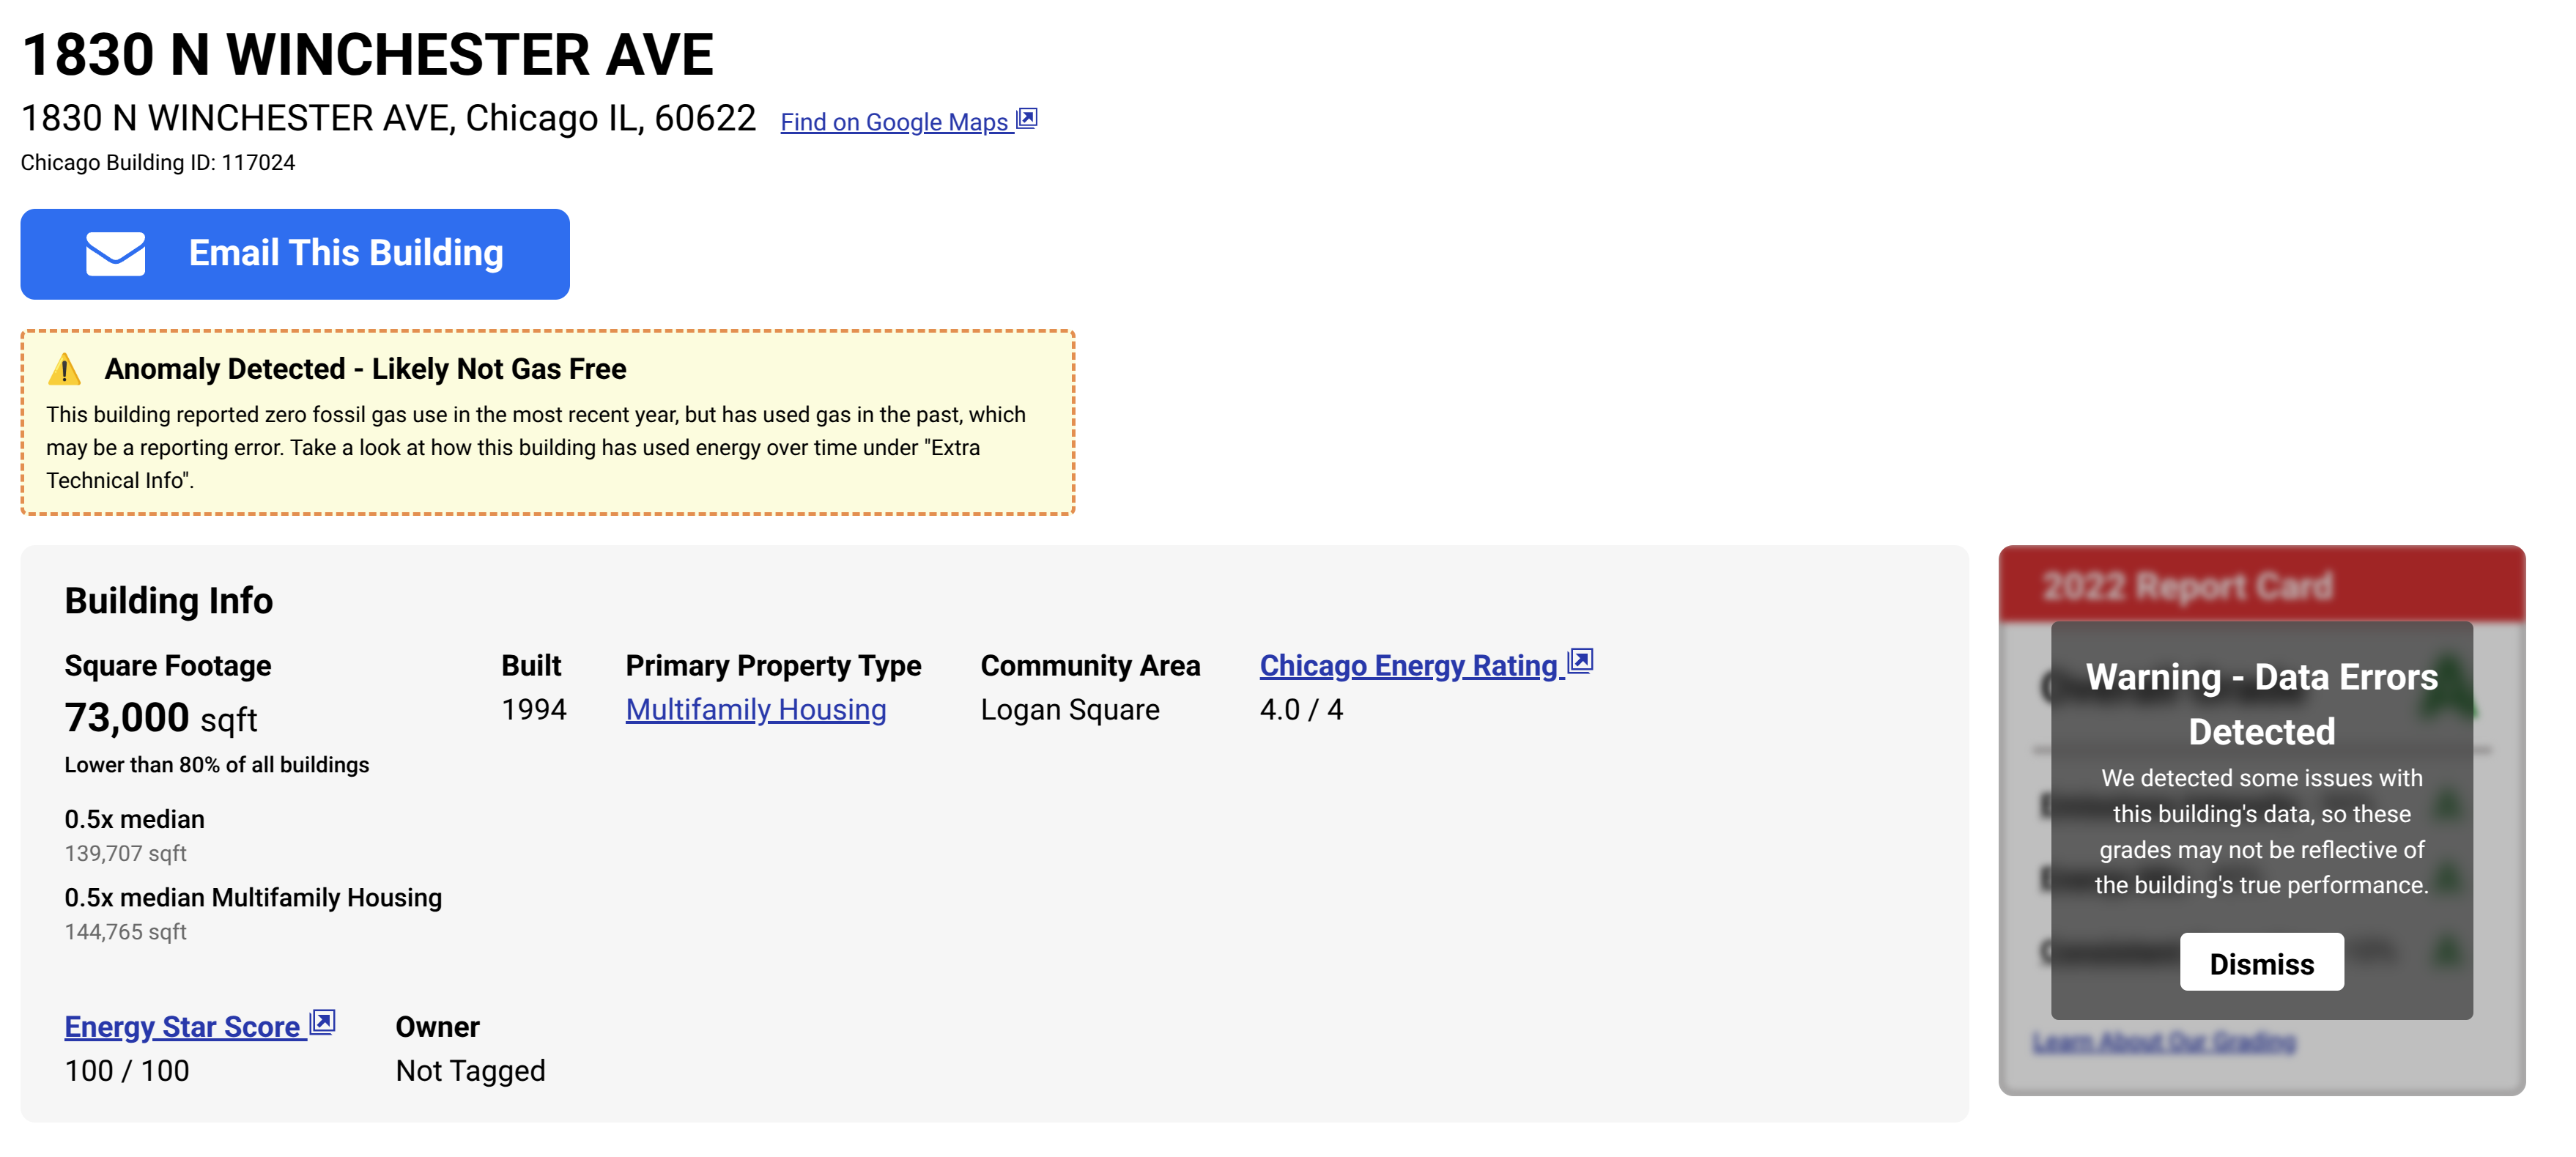 1830 N WINCHESTER AVE
1830 N WINCHESTER AVE, Chicago IL, 60622 Find on Google Maps
Chicago Building ID: 117024
Email This Building
Anomaly Detected - Likely Not Gas Free
This building reported zero fossil gas use in the most recent year, but has used gas in the past, which
may be a reporting error. Take a look at how this building has used energy over time under "Extra
Technical Info".
Building Info
Square Footage
73,000 sqft
Lower than 80% of all buildings
0.5x median
139,707 sqft
0.5x median Multifamily Housing
144,765 sqft
Built
1994
Primary Property Type
Multifamily Housing
Community Area
Logan Square
Chicago Energy Rating
4.0 / 4
Energy Star Score
100 / 100
Owner
Not Tagged
2022 Report Card
Warning - Data Errors
Detected
We detected some issues with
this building's data, so these
grades may not be reflective of
the building's true performance.
Dismiss
Learn About Our Grading